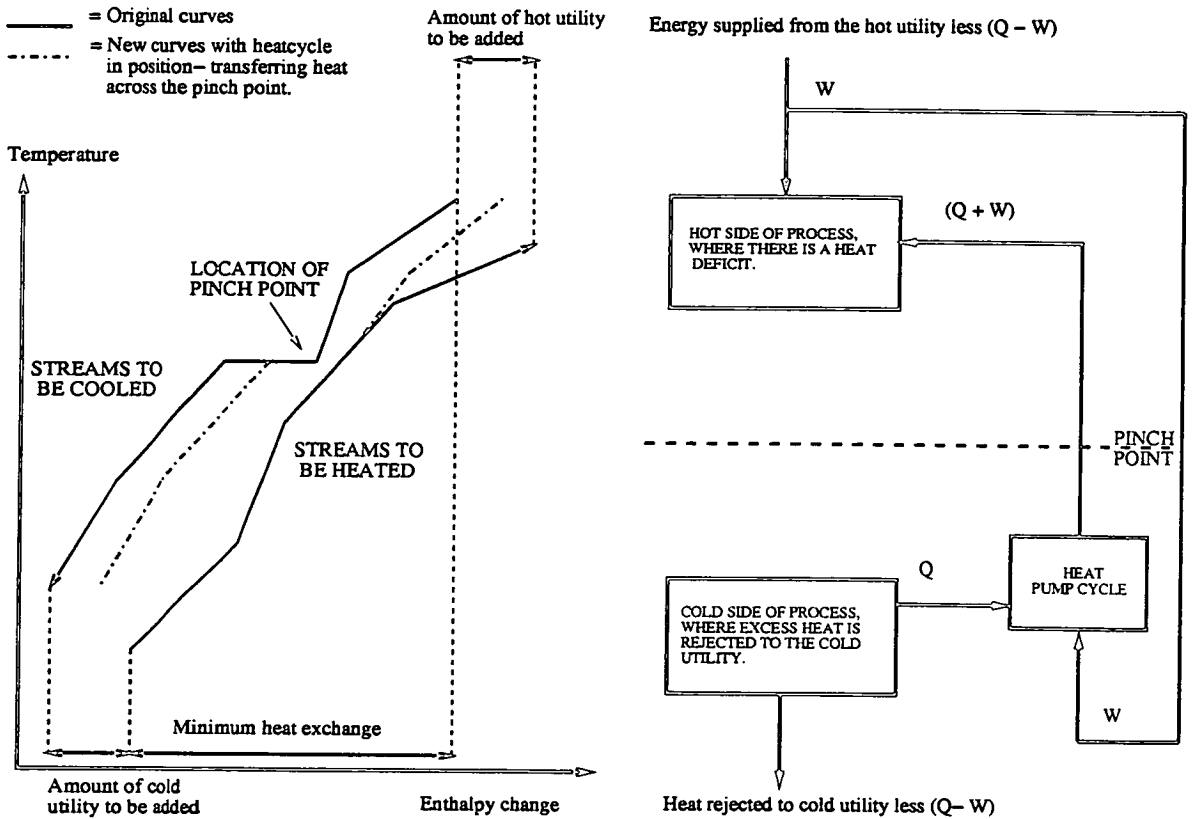 = Original curves
= New curves with heatcycle
in position– transferring heat
across the pinch point.
Amount of hot utility
to be added
Temperature
LOCATION OF
PINCH POINT
STREAMS TO
BE COOLED
STREAMS TO
BE HEATED
Minimum heat exchange
Amount of cold
utility to be added
Enthalpy change
Energy supplied from the hot utility less (Q – W)
W
(Q + W)
HOT SIDE OF PROCESS,
WHERE THERE IS A HEAT
DEFICIT.
PINCH
POINT
Q
HEAT
PUMP CYCLE
COLD SIDE OF PROCESS,
WHERE EXCESS HEAT IS
REJECTED TO THE COLD
UTILITY.
W
Heat rejected to cold utility less (Q– W)